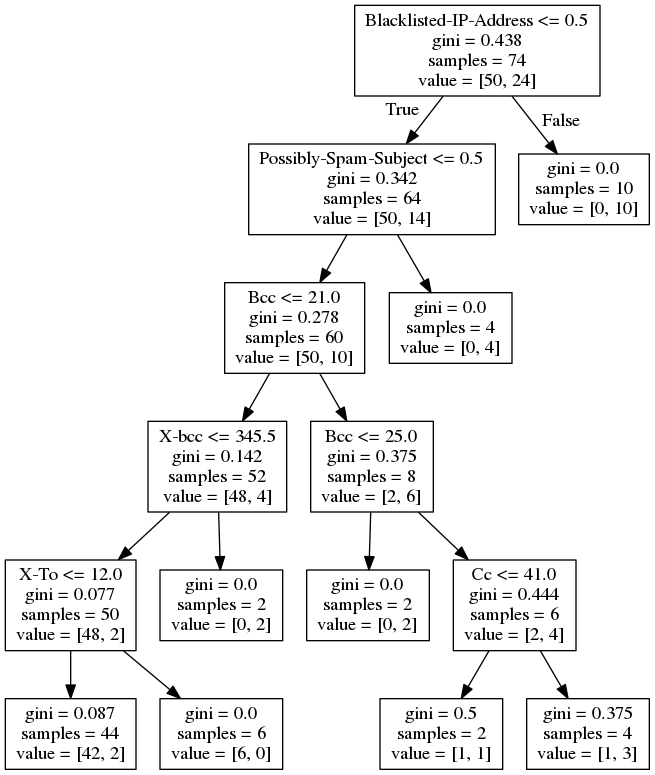 Blacklisted-IP-Address <= 0.5
gini = 0.438
samples = 74
value = [50, 24]
True
False
Possibly-Spam-Subject <= 0.5
gini = 0.342
samples = 64
value = [50, 14]
gini = 0.0
samples = 10
value = [0, 10]
Bcc <= 21.0
gini = 0.278
samples = 60
value = [50, 10]
gini = 0.0
samples = 4
value = [0, 4]
X-bcc <= 345.5
gini = 0.142
samples = 52
value = [48, 4]
Bcc <= 25.0
gini = 0.375
samples = 8
value = [2, 6]
X-To <= 12.0
gini = 0.077
samples = 50
value = [48, 2]
gini = 0.0
samples = 2
value = [0, 2]
gini = 0.0
samples = 2
value = [0, 2]
Cc <= 41.0
gini = 0.444
samples = 6
value = [2, 4]
gini = 0.087
samples = 44
value = [42, 2]
gini = 0.0
samples = 6
value = [6, 0]
gini = 0.5
samples = 2
value = [1, 1]
gini = 0.375
samples = 4
value = [1, 3]